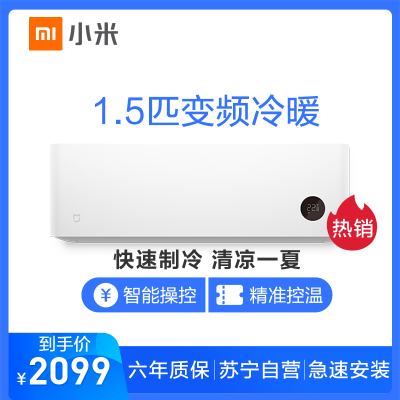 小米
1.5匹变频冷暖
热销
快速制冷 清凉一夏
¥ 智能操控 精准控温
到手价
¥2099
六年质保 苏宁自营 急速安装